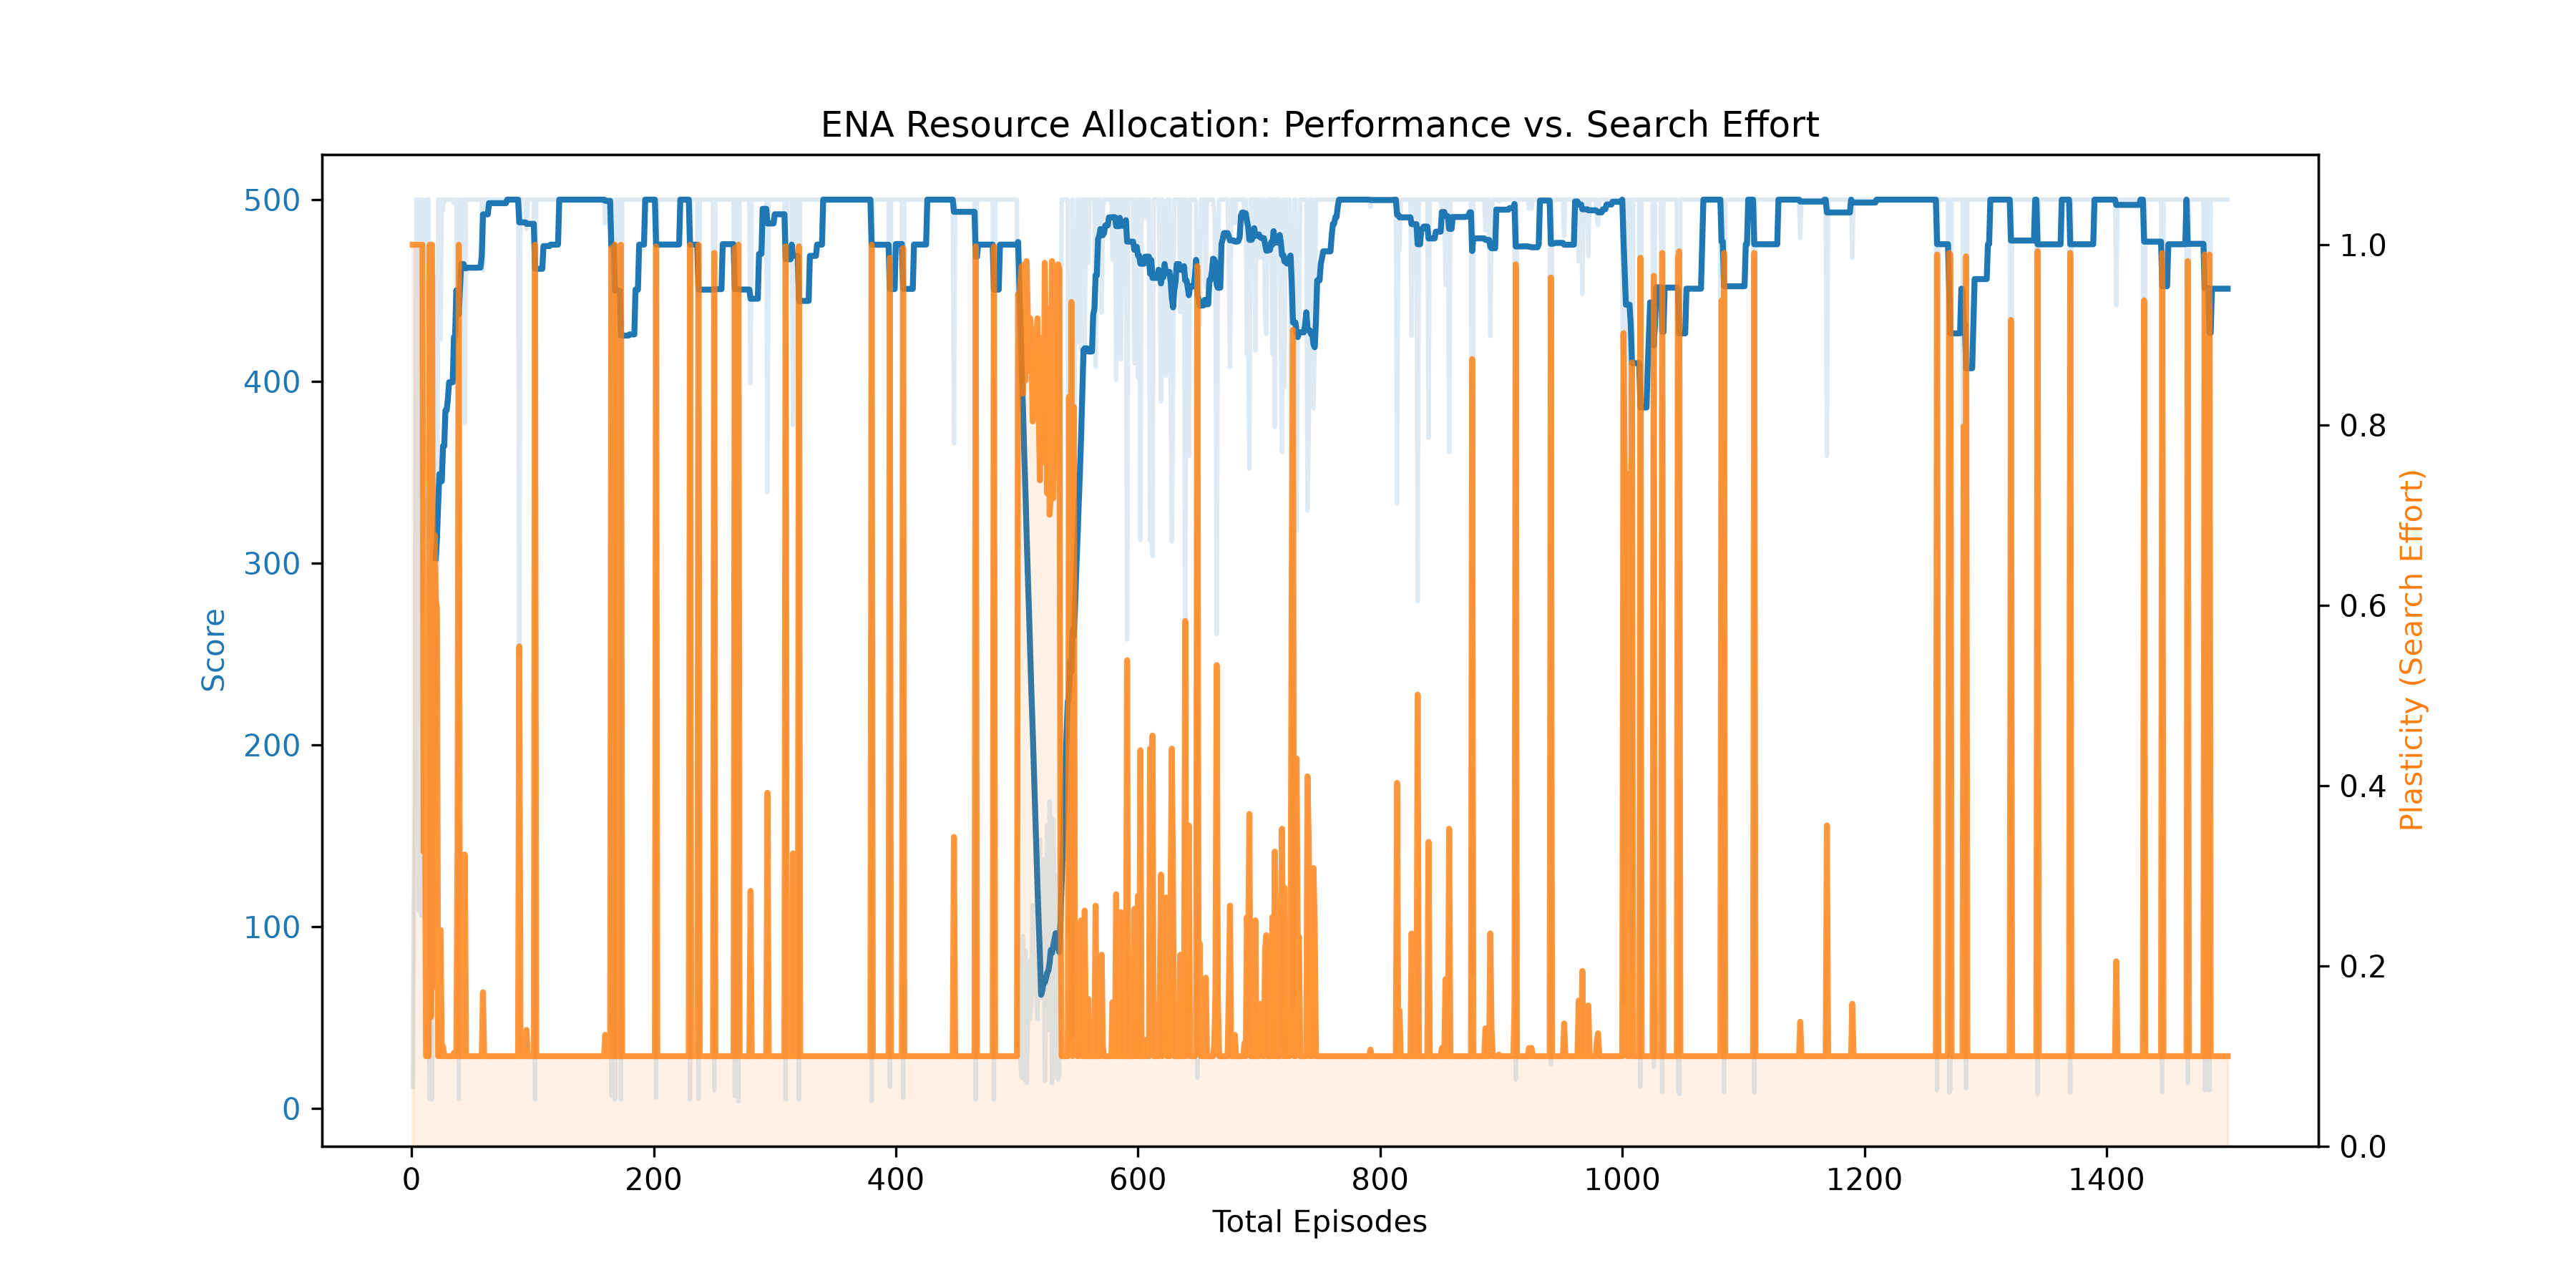 ENA Resource Allocation: Performance vs. Search Effort
500
400
300
200
100
0
Score
1.0
0.8
0.6
0.4
0.2
0.0
Plasticity (Search Effort)
0 200 400 600 800 1000 1200 1400
Total Episodes